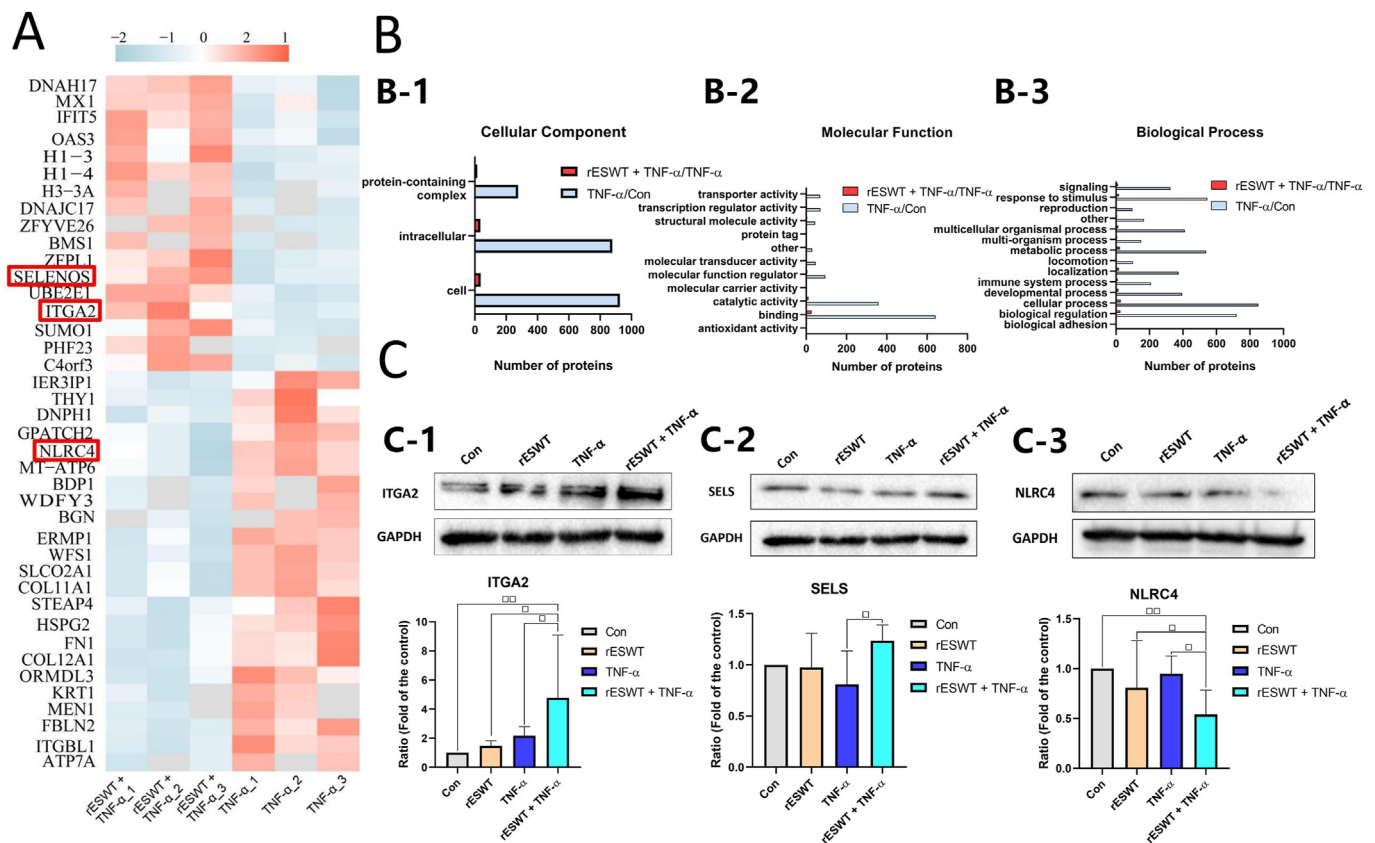 A
−2 −1 0 2 1
DNAH17
MX1
IFIT5
OAS3
H1−3
H1−4
H3−3A
DNAJC17
ZFYVE26
BMS1
ZFPL1
SELENOS
UBE2E1
ITGA2
SUMO1
PHF23
C4orf3
IER3IP1
THY1
DNPH1
GPATCH2
NLRC4
MT−ATP6
BDP1
WDFY3
BGN
ERMP1
WFS1
SLCO2A1
COL11A1
STEAP4
HSPG2
FN1
COL12A1
ORMDL3
KRT1
MEN1
FBLN2
ITGBL1
ATP7A
rESWT +
TNF-α_1
rESWT +
TNF-α_2
rESWT +
TNF-α_3
TNF-α_1
TNF-α_2
TNF-α_3
B
B-1
Cellular Component
protein-containing
complex
intracellular
cell
rESWT + TNF-α/TNF-α
TNF-α/Con
0 200 400 600 800 1000
Number of proteins
B-2
Molecular Function
transporter activity
transcription regulator activity
structural molecule activity
protein tag
other
molecular transducer activity
molecular function regulator
molecular carrier activity
catalytic activity
binding
antioxidant activity
rESWT + TNF-α/TNF-α
TNF-α/Con
0 200 400 600 800
Number of proteins
B-3
Biological Process
signaling
response to stimulus
reproduction
other
multicellular organismal process
multi-organism process
metabolic process
locomotion
localization
immune system process
developmental process
cellular process
biological regulation
biological adhesion
rESWT + TNF-α/TNF-α
TNF-α/Con
0 200 400 600 800 1000
Number of proteins
C
C-1
Con rESWT TNF-α rESWT + TNF-α
ITGA2
GAPDH
ITGA2
Ratio (Fold of the control)
10
8
6
4
2
0
Con
rESWT
TNF-α
rESWT + TNF-α
Con rESWT TNF-α rESWT + TNF-α
C-2
Con rESWT TNF-α rESWT + TNF-α
SELS
GAPDH
SELS
Ratio (Fold of the control)
1.5
1.0
0.5
0.0
Con
rESWT
TNF-α
rESWT + TNF-α
Con rESWT TNF-α rESWT + TNF-α
C-3
Con rESWT TNF-α rESWT + TNF-α
NLRC4
GAPDH
NLRC4
Ratio (Fold of the control)
1.5
1.0
0.5
0.0
Con
rESWT
TNF-α
rESWT + TNF-α
Con rESWT TNF-α rESWT + TNF-α